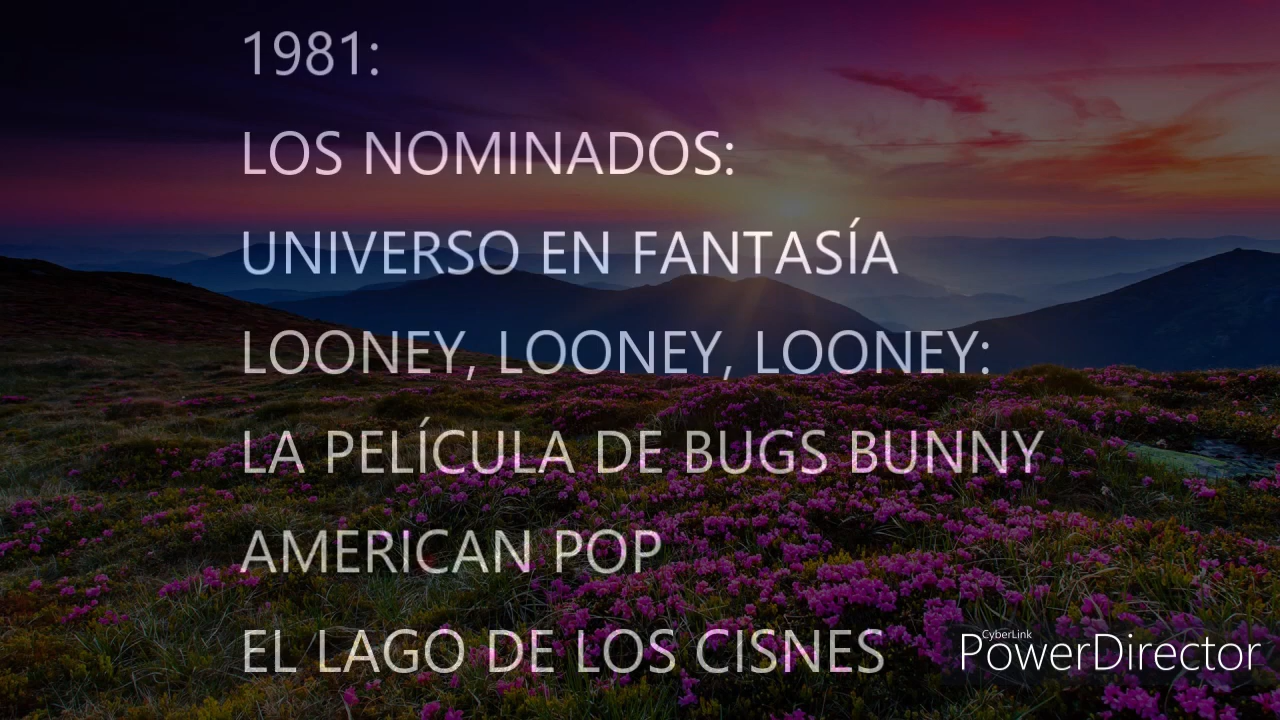 1981:
LOS NOMINADOS:
UNIVERSO EN FANTASÍA
LOONEY, LOONEY, LOONEY:
LA PELÍCULA DE BUGS BUNNY
AMERICAN POP
EL LAGO DE LOS CISNES
CyberLink
PowerDirector